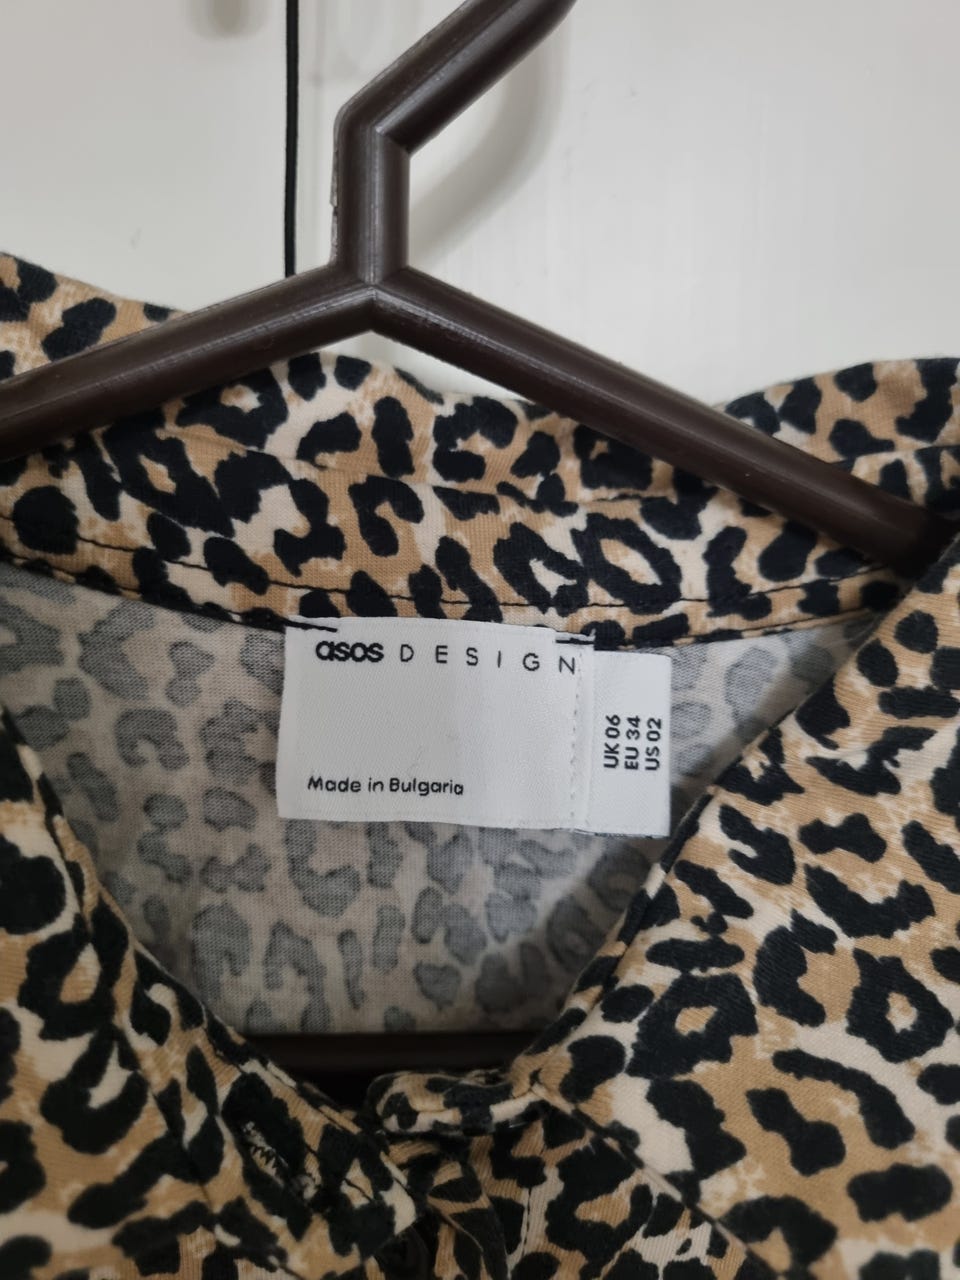 asos DESIGN
Made in Bulgaria
UK 06
EU 34
US 02